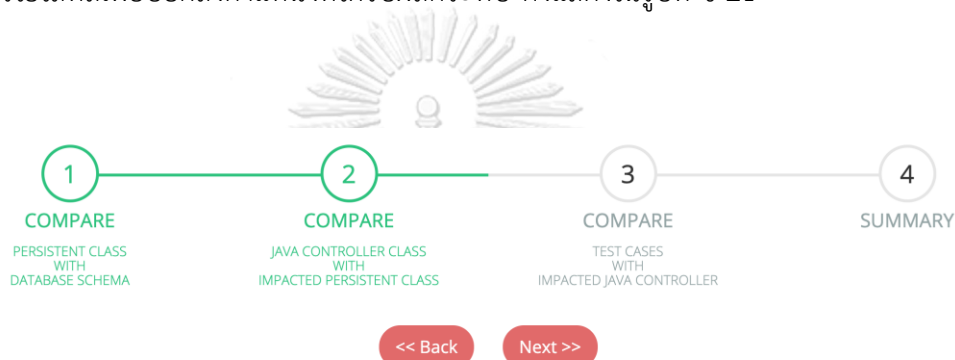 1
2
3
4
COMPARE
COMPARE
COMPARE
SUMMARY
PERSISTENT CLASS
WITH
DATABASE SCHEMA
JAVA CONTROLLER CLASS
WITH
IMPACTED PERSISTENT CLASS
TEST CASES
WITH
IMPACTED JAVA CONTROLLER
<< Back
Next >>